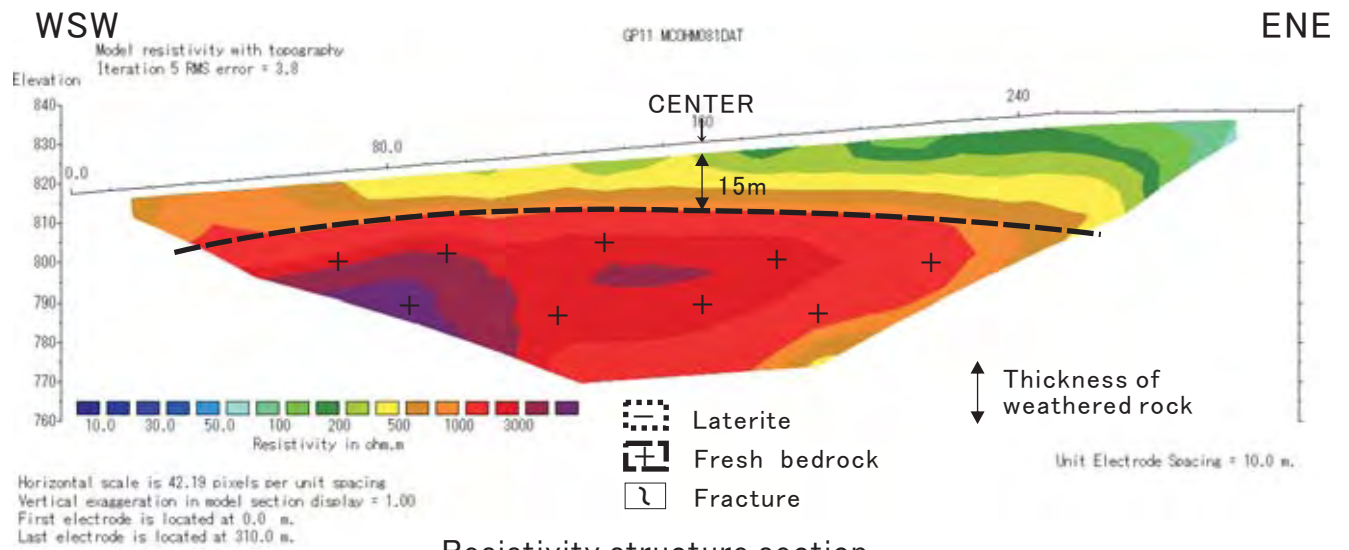 WSW
ENE
Model resistivity with topography
Iteration 5 RMS error = 3.8
GP11 MCOHM081DAT
Elevation
840
830
820
810
800
790
780
770
760
0.0
80.0
160
240
CENTER
15m
10.0 30.0 50.0 100 200 500 1000 3000
Resistivity in ohm.m
Laterite
Fresh bedrock
Fracture
Thickness of
weathered rock
Unit Electrode Spacing = 10.0 m.
Horizontal scale is 42.19 pixels per unit spacing
Vertical exaggeration in model section display = 1.00
First electrode is located at 0.0 m.
Last electrode is located at 310.0 m.
Resistivity structure section